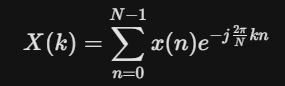 X(k) = \sum_{n=0}^{N-1} x(n)e^{-j\frac{2\pi}{N}kn}